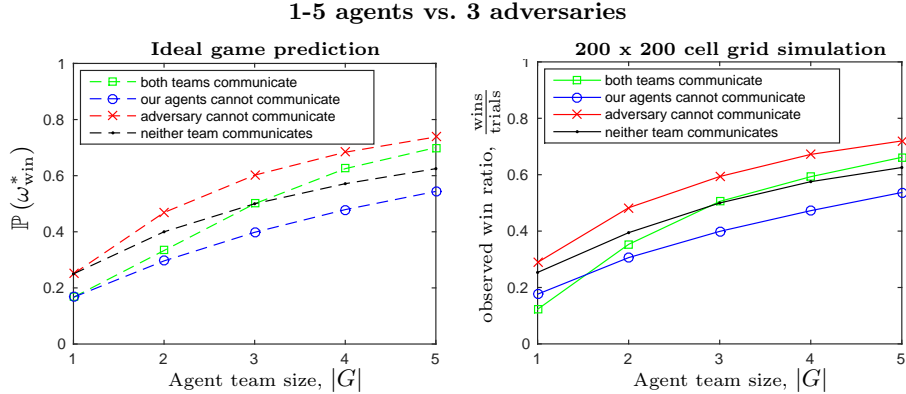 1-5 agents vs. 3 adversaries
Ideal game prediction
1
0.8
0.6
0.4
0.2
0
ℙ (ω*win)
both teams communicate
our agents cannot communicate
adversary cannot communicate
neither team communicates
1 2 3 4 5
Agent team size, |G|
200 x 200 cell grid simulation
1
0.8
0.6
0.4
0.2
0
observed win ratio, wins/trials
both teams communicate
our agents cannot communicate
adversary cannot communicate
neither team communicates
1 2 3 4 5
Agent team size, |G|